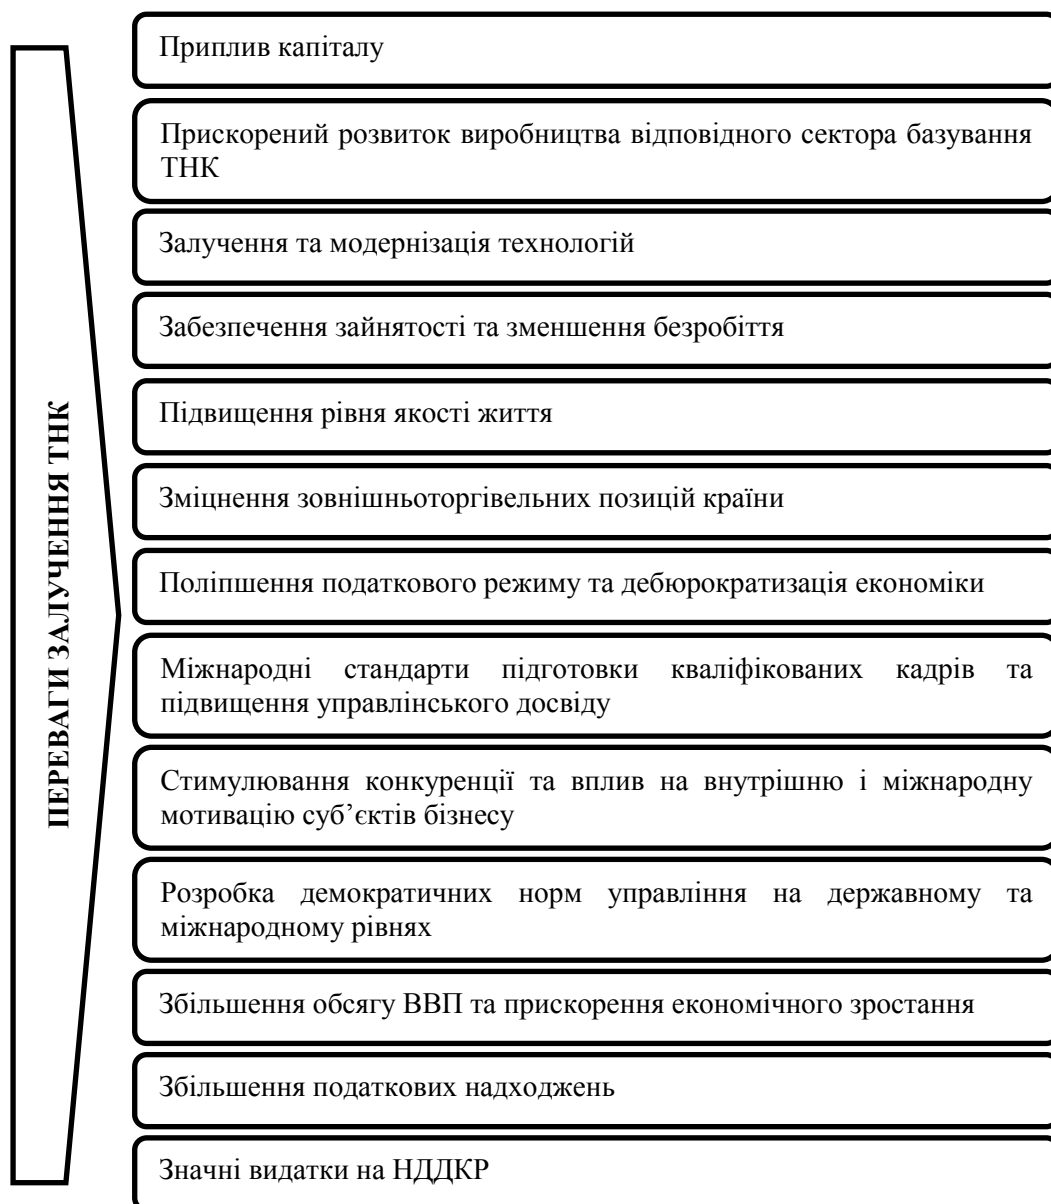 ПЕРЕВАГИ ЗАЛУЧЕННЯ ТНК
Приплив капіталу
Прискорений розвиток виробництва відповідного сектора базування
ТНК
Залучення та модернізація технологій
Забезпечення зайнятості та зменшення безробіття
Підвищення рівня якості життя
Зміцнення зовнішньоторгівельних позицій країни
Поліпшення податкового режиму та дебюрократизація економіки
Міжнародні стандарти підготовки кваліфікованих кадрів та
підвищення управлінського досвіду
Стимулювання конкуренції та вплив на внутрішню і міжнародну
мотивацію суб’єктів бізнесу
Розробка демократичних норм управління на державному та
міжнародному рівнях
Збільшення обсягу ВВП та прискорення економічного зростання
Збільшення податкових надходжень
Значні видатки на НДДКР